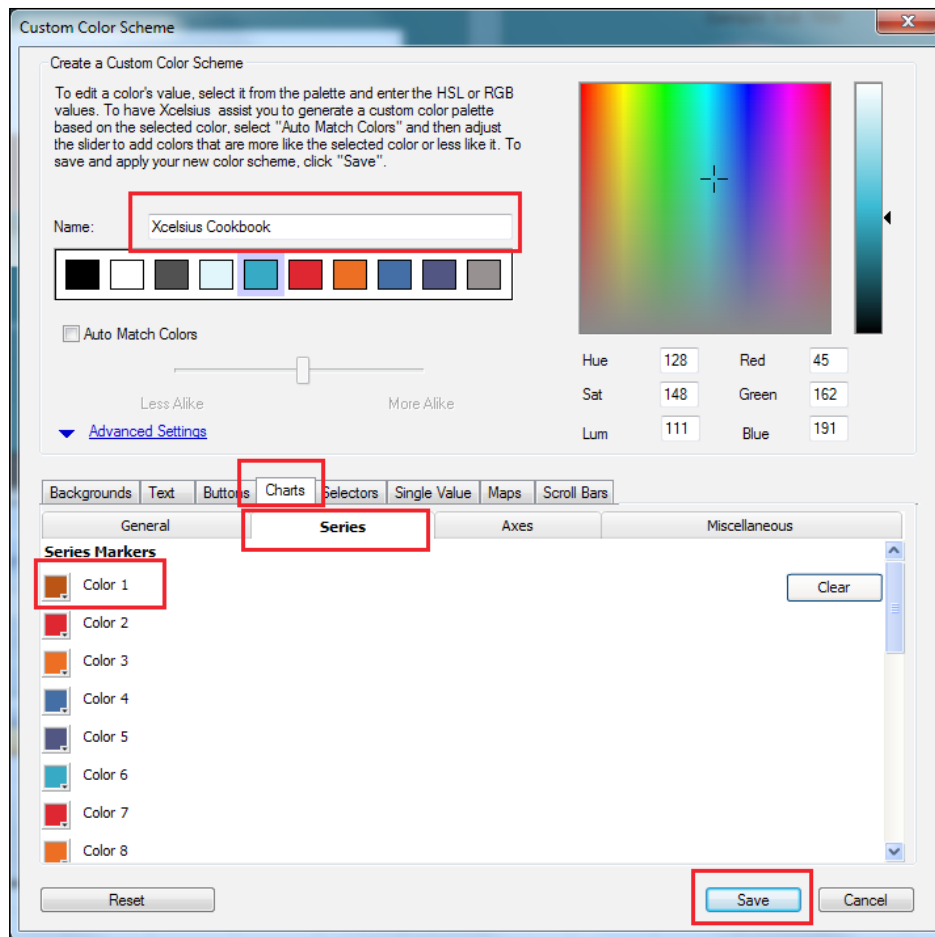 Custom Color Scheme
Create a Custom Color Scheme
To edit a color's value, select it from the palette and enter the HSL or RGB
values. To have Xcelsius assist you to generate a custom color palette
based on the selected color, select "Auto Match Colors" and then adjust
the slider to add colors that are more like the selected color or less like it. To
save and apply your new color scheme, click "Save".
Name: Xcelsius Cookbook
Auto Match Colors
Less Alike More Alike
Advanced Settings
Hue 128 Red 45
Sat 148 Green 162
Lum 111 Blue 191
Backgrounds Text Buttons Charts Selectors Single Value Maps Scroll Bars
General Series Axes Miscellaneous
Series Markers
Color 1 Clear
Color 2
Color 3
Color 4
Color 5
Color 6
Color 7
Color 8
Reset Save Cancel